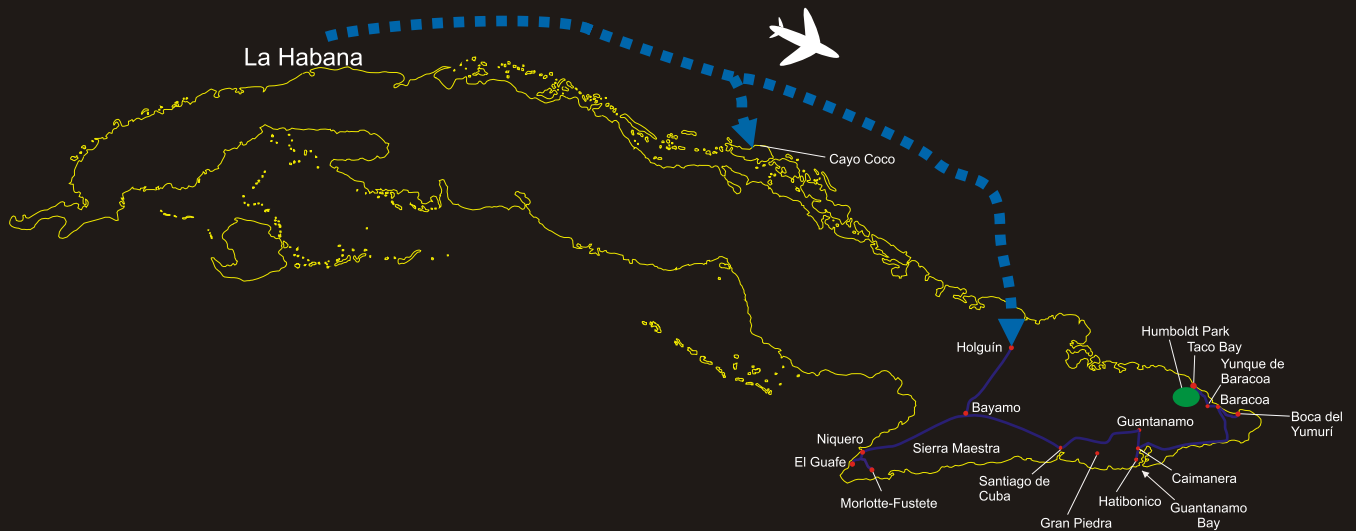 La Habana
Cayo Coco
Humboldt Park
Taco Bay
Holguín
Yunque de
Baracoa
Baracoa
Bayamo
Boca del
Yumurí
Guantanamo
Niquero
Sierra Maestra
El Guafe
Santiago de
Cuba
Caimanera
Morlotte-Fustete
Hatibonico
Guantanamo
Bay
Gran Piedra